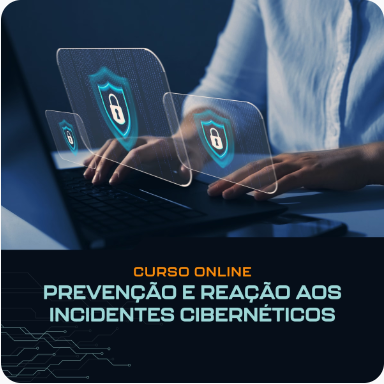 CURSO ONLINE
PREVENÇÃO E REAÇÃO AOS
INCIDENTES CIBERNÉTICOS